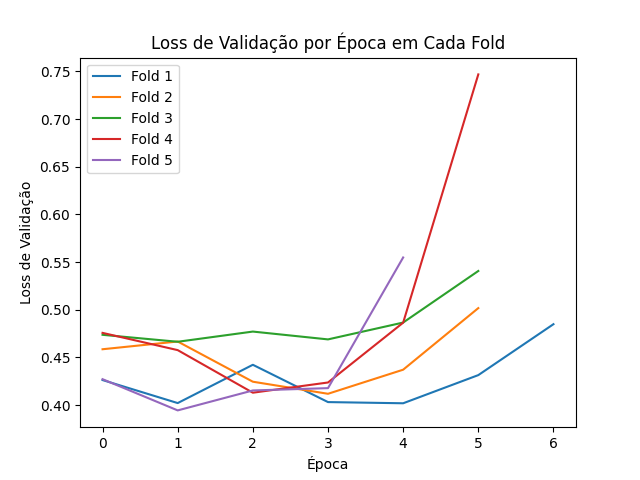 Loss de Validação por Época em Cada Fold
Fold 1
Fold 2
Fold 3
Fold 4
Fold 5
Loss de Validação
0.75
0.70
0.65
0.60
0.55
0.50
0.45
0.40
0 1 2 3 4 5 6
Época